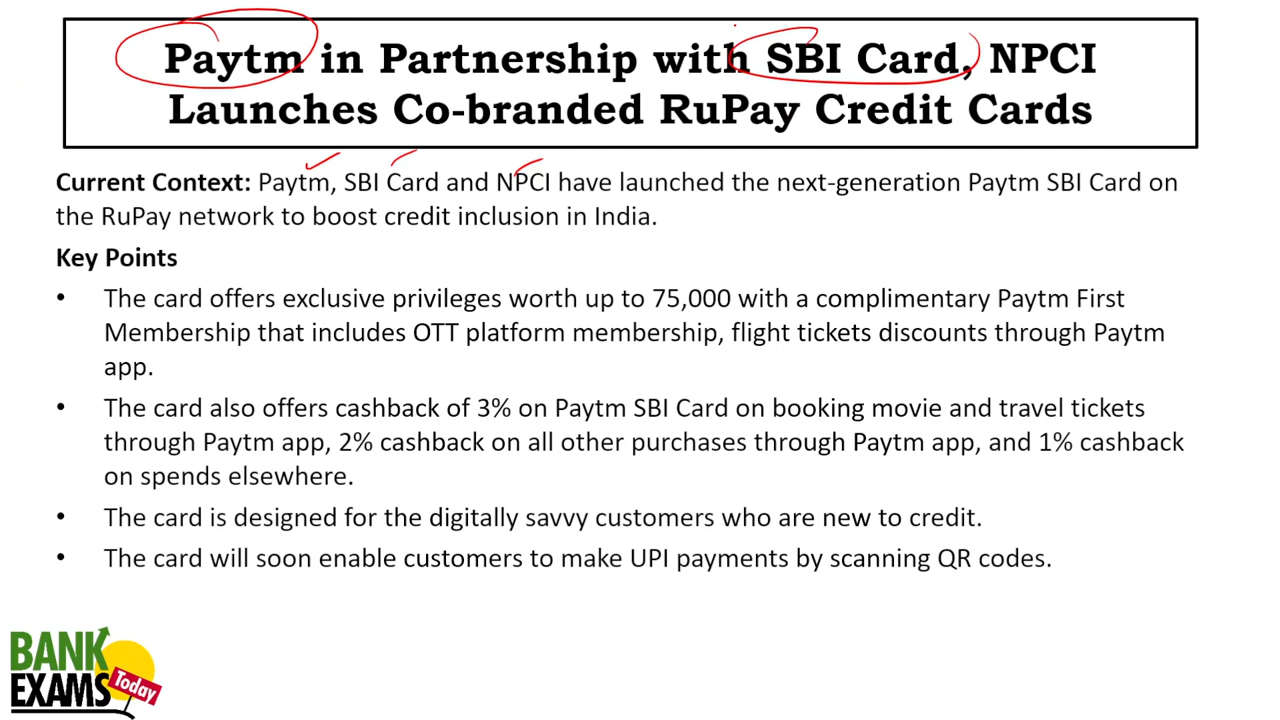 Paytm in Partnership with SBI Card, NPCI
Launches Co-branded RuPay Credit Cards
Current Context: Paytm, SBI Card and NPCI have launched the next-generation Paytm SBI Card on
the RuPay network to boost credit inclusion in India.
Key Points
• The card offers exclusive privileges worth up to 75,000 with a complimentary Paytm First
Membership that includes OTT platform membership, flight tickets discounts through Paytm
app.
• The card also offers cashback of 3% on Paytm SBI Card on booking movie and travel tickets
through Paytm app, 2% cashback on all other purchases through Paytm app, and 1% cashback
on spends elsewhere.
• The card is designed for the digitally savvy customers who are new to credit.
• The card will soon enable customers to make UPI payments by scanning QR codes.
BANK
EXAMS
Today